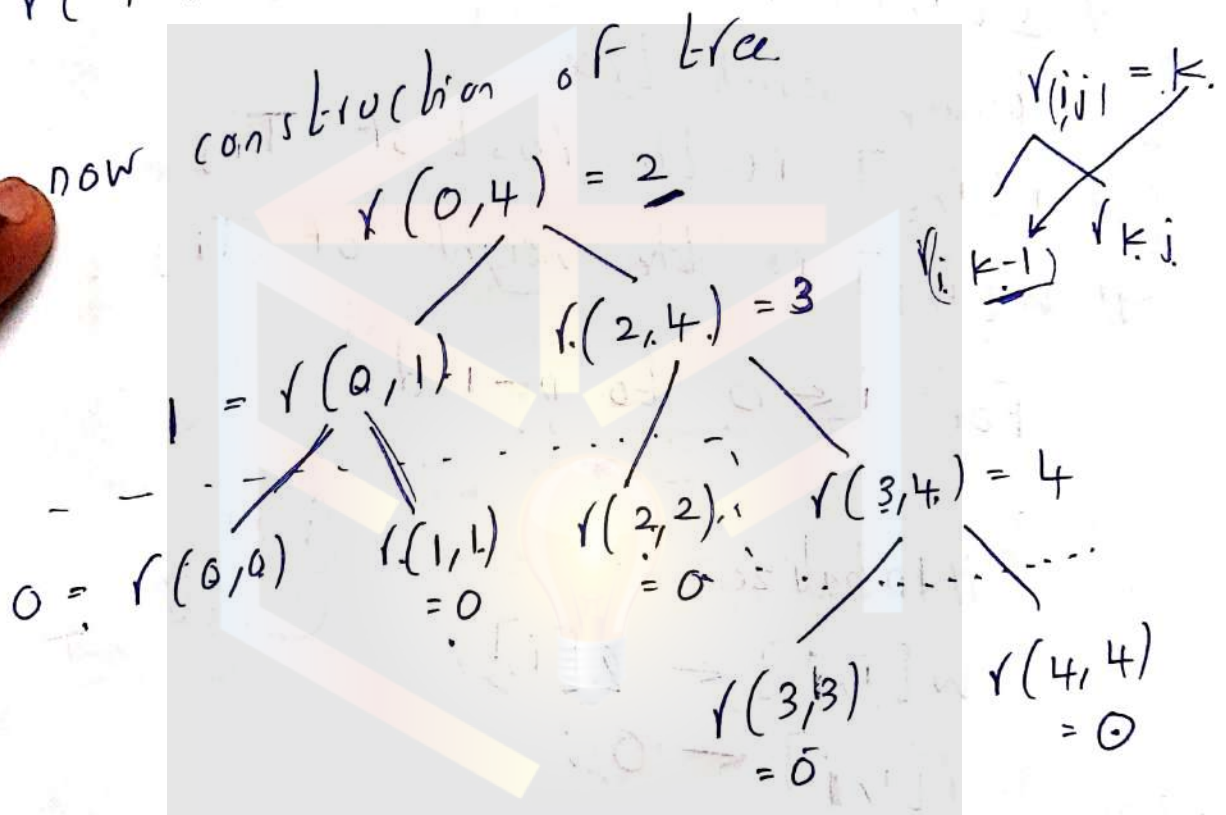 now construction of tree
r(i,j) = k.
r(0,4) = 2
r(i, k-1) r k, j.
r(2,4) = 3
1 = r(0,1)
r(3,4) = 4
0 = r(0,0) r(1,1) = 0 r(2,2) = 0
r(3,3) = 0 r(4,4) = 0